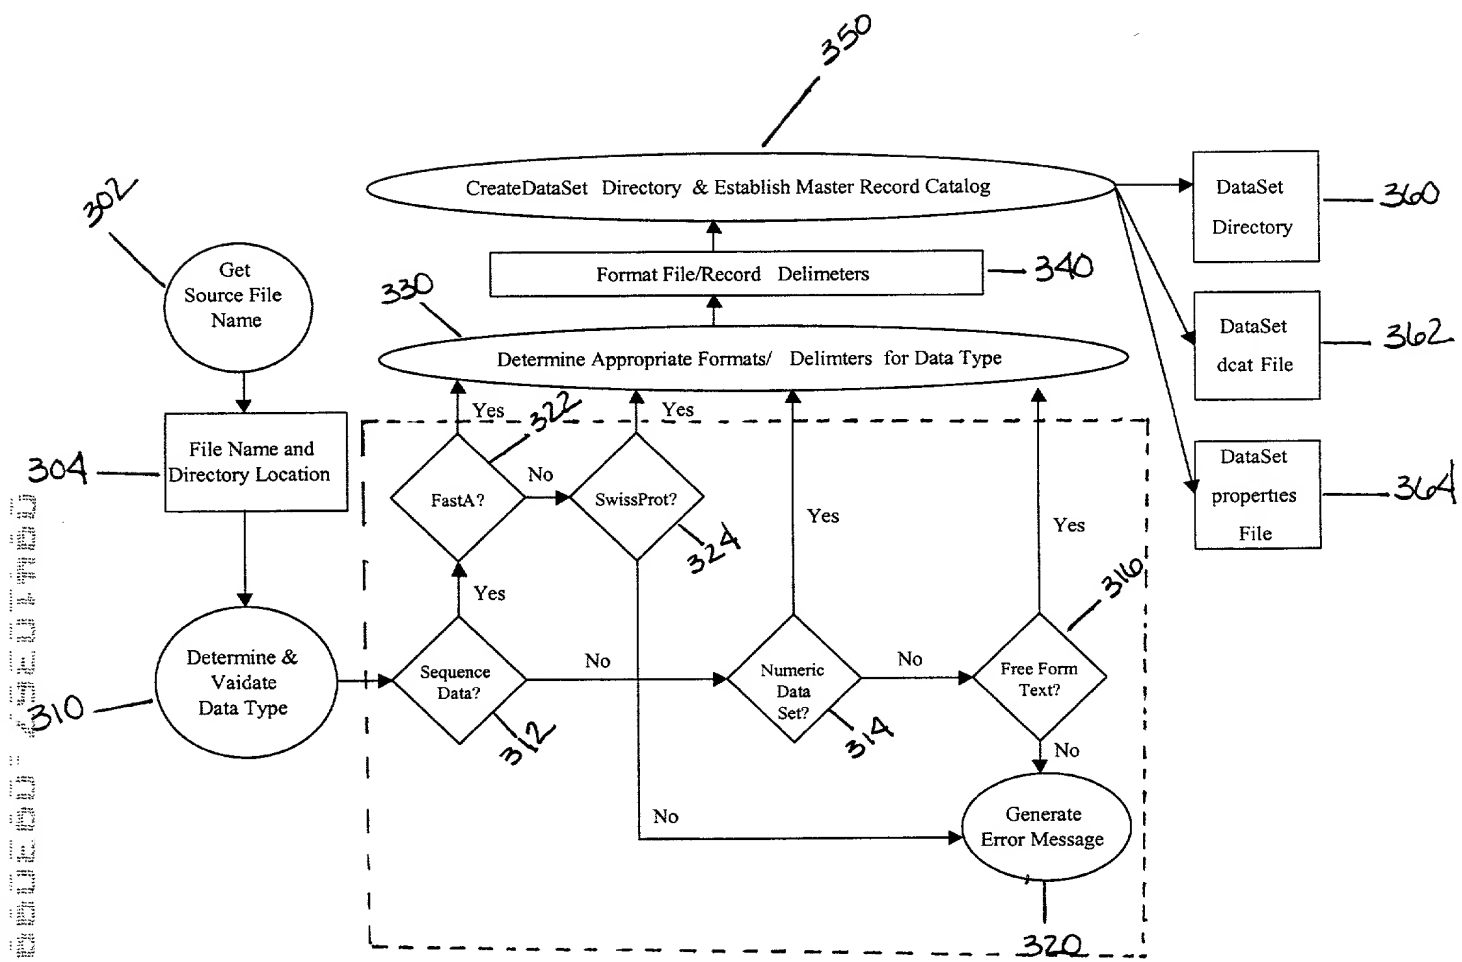 350
CreateDataSet Directory & Establish Master Record Catalog
DataSet
Directory
360
302
Get
Source File
Name
Format File/Record Delimeters
340
330
DataSet
dcat File
362
Determine Appropriate Formats/ Delimters for Data Type
Yes
322
Yes
File Name and
Directory Location
304
FastA?
No
SwissProt?
324
Yes
Yes
DataSet
properties
File
364
Yes
316
Determine &
Vaidate
Data Type
310
Sequence
Data?
312
No
Numeric
Data
Set?
314
No
Free Form
Text?
No
No
Generate
Error Message
320